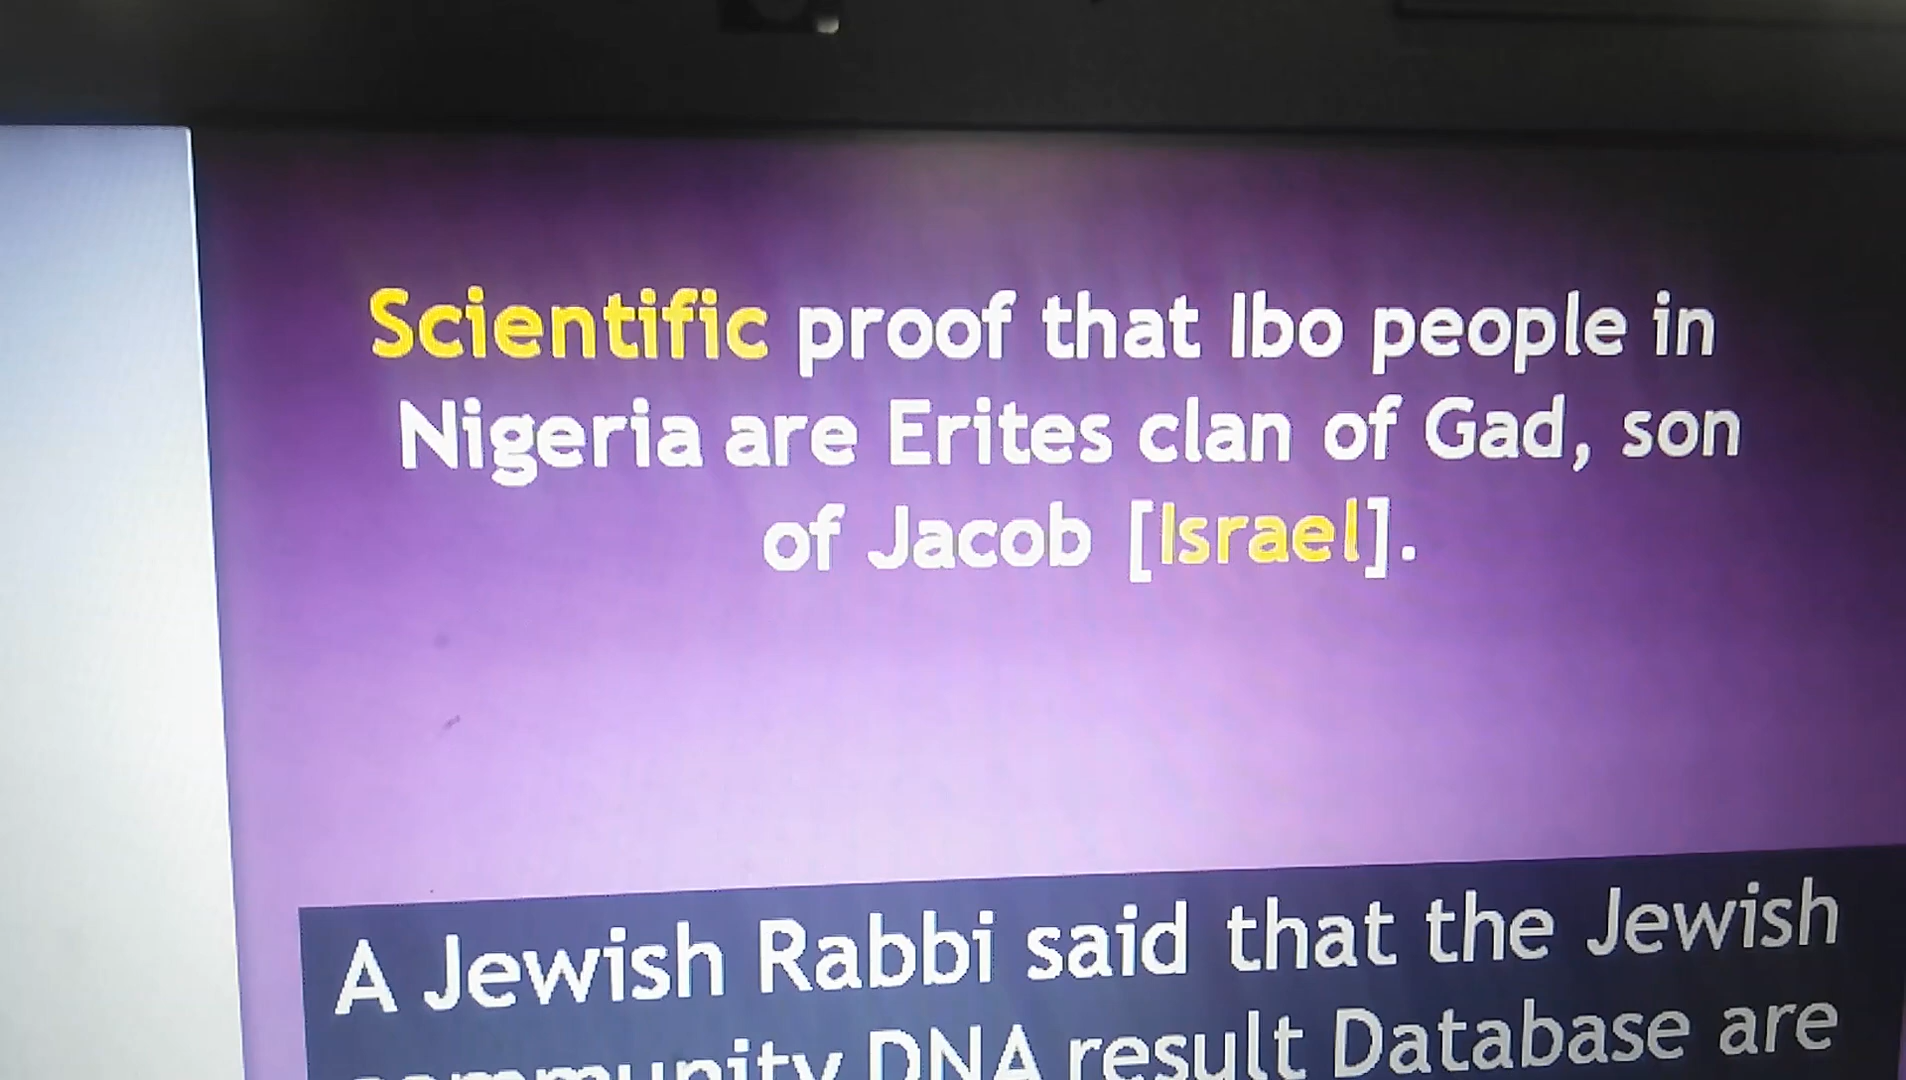 Scientific proof that Ibo people in
Nigeria are Erites clan of Gad, son
of Jacob [Israel].
A Jewish Rabbi said that the Jewish
community DNA result Database are